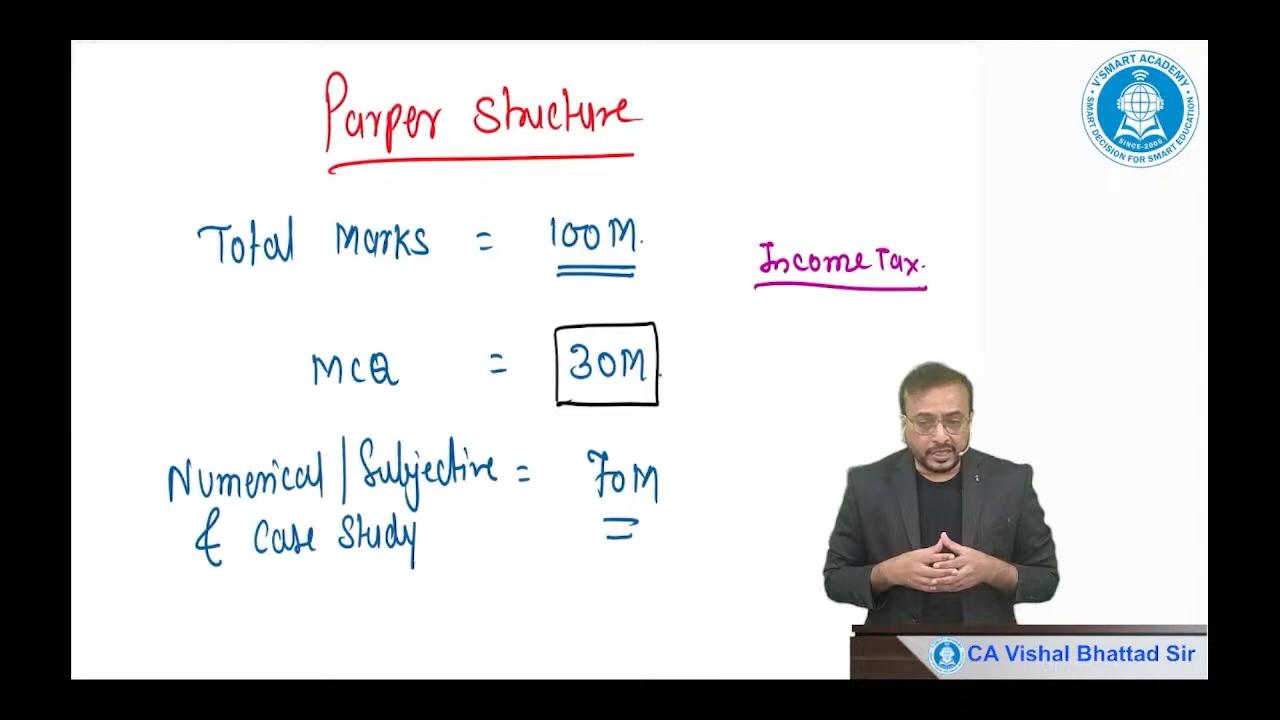 Parper Structure
Total Marks = 100M.
Income Tax.
MCQ = 30M.
Numerical / Subjective = 70M
& Case Study
V'SMART ACADEMY
SMART DECISION FOR SMART EDUCATION
SINCE-2005
CA Vishal Bhattad Sir